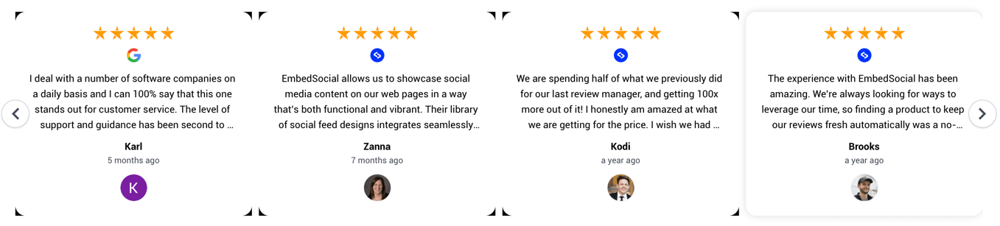 I deal with a number of software companies on
a daily basis and I can 100% say that this one
stands out for customer service. The level of
support and guidance has been second to ...
Karl
5 months ago
K
EmbedSocial allows us to showcase social
media content on our web pages in a way
that's both functional and vibrant. Their library
of social feed designs integrates seamlessly...
Zanna
7 months ago
We are spending half of what we previously did
for our last review manager, and getting 100x
more out of it! I honestly am amazed at what
we are getting for the price. I wish we had ...
Kodi
a year ago
The experience with EmbedSocial has been
amazing. We're always looking for ways to
leverage our time, so finding a product to keep
our reviews fresh automatically was a no-...
Brooks
a year ago